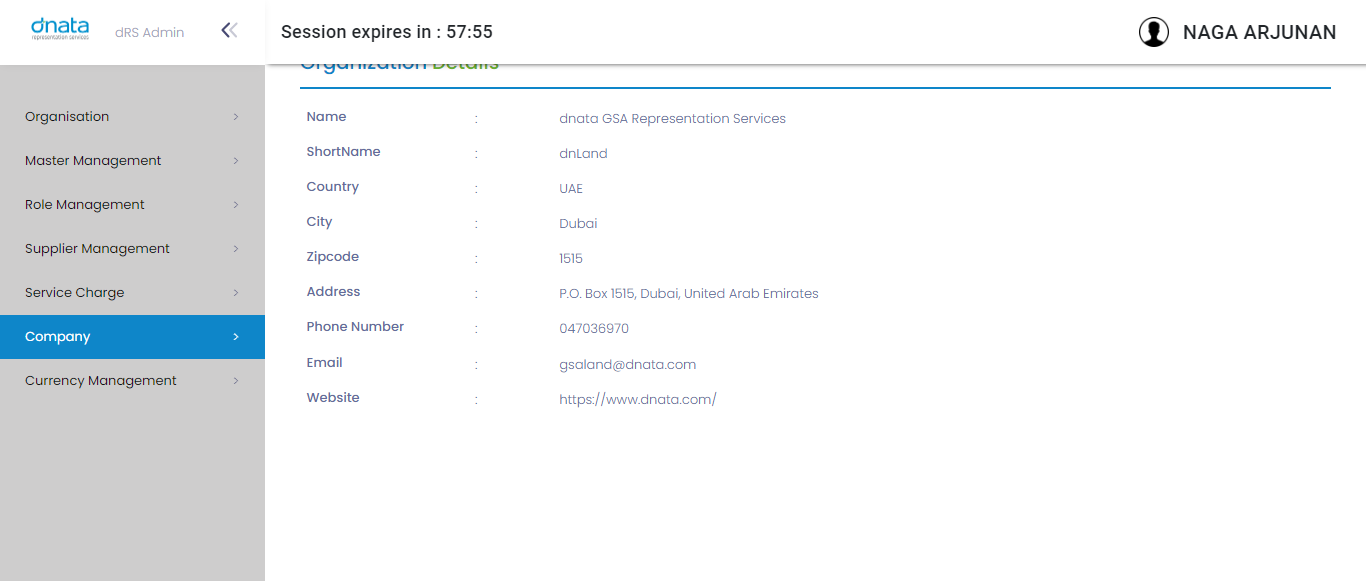 dnata
representation services
dRS Admin
Session expires in : 57:55
NAGA ARJUNAN
Organisation
Master Management
Role Management
Supplier Management
Service Charge
Company
Currency Management
Organization Details
Name : dnata GSA Representation Services
ShortName : dnLand
Country : UAE
City : Dubai
Zipcode : 1515
Address : P.O. Box 1515, Dubai, United Arab Emirates
Phone Number : 047036970
Email : gsaland@dnata.com
Website : https://www.dnata.com/